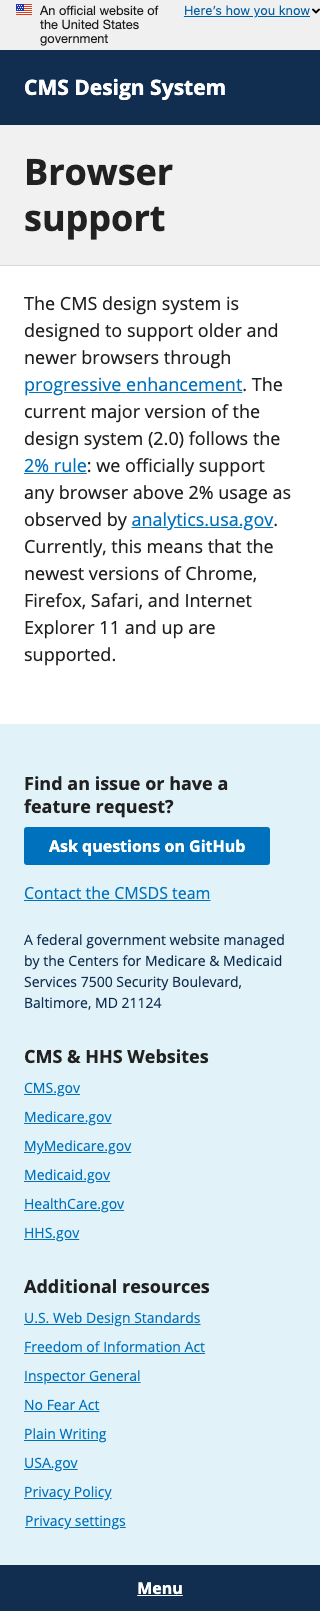 An official website of
the United States
government
Here's how you know
CMS Design System
Browser
support
The CMS design system is
designed to support older and
newer browsers through
progressive enhancement. The
current major version of the
design system (2.0) follows the
2% rule: we officially support
any browser above 2% usage as
observed by analytics.usa.gov.
Currently, this means that the
newest versions of Chrome,
Firefox, Safari, and Internet
Explorer 11 and up are
supported.
Find an issue or have a
feature request?
Ask questions on GitHub
Contact the CMSDS team
A federal government website managed
by the Centers for Medicare & Medicaid
Services 7500 Security Boulevard,
Baltimore, MD 21124
CMS & HHS Websites
CMS.gov
Medicare.gov
MyMedicare.gov
Medicaid.gov
HealthCare.gov
HHS.gov
Additional resources
U.S. Web Design Standards
Freedom of Information Act
Inspector General
No Fear Act
Plain Writing
USA.gov
Privacy Policy
Privacy settings
Menu